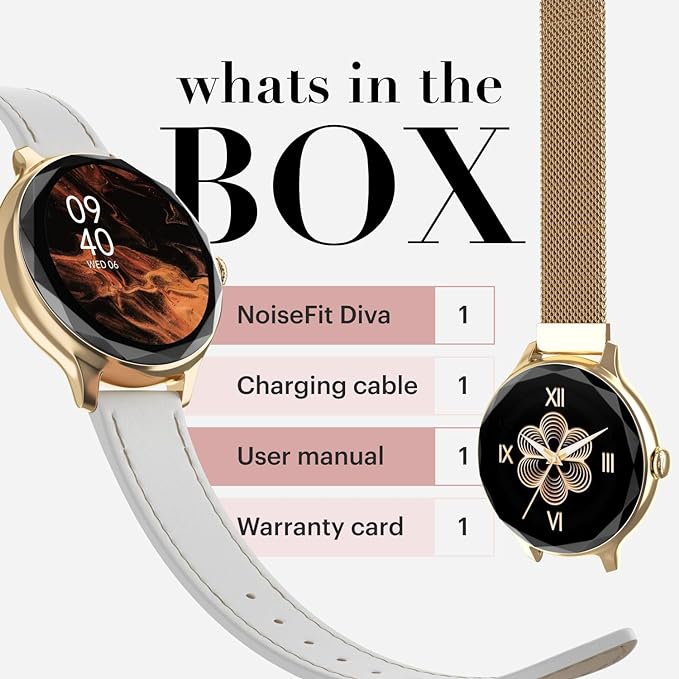 whats in the
BOX
NoiseFit Diva 1
Charging cable 1
User manual 1
Warranty card 1
09
40
WED 06
XII
IX III
VI